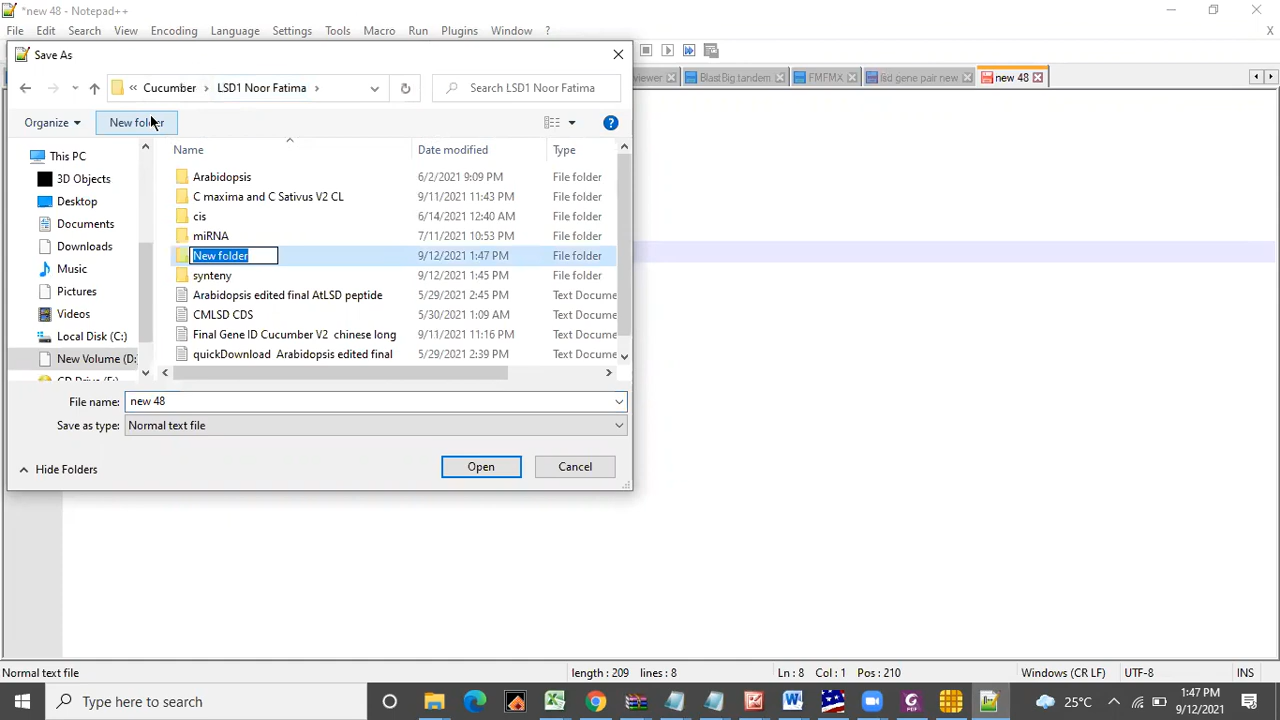 *new 48 - Notepad++
File Edit Search View Encoding Language Settings Tools Macro Run Plugins Window ? X
Save As
viewer BlastBig.tandem FMFMX lsd gene pair new new 48
Cucumber LSD1 Noor Fatima Search LSD1 Noor Fatima
Organize New folder
Name Date modified Type
This PC
3D Objects
Desktop
Documents
Downloads
Music
Pictures
Videos
Local Disk (C:)
New Volume (D:
CD Drive (F:)
Arabidopsis 6/2/2021 9:09 PM File folder
C maxima and C Sativus V2 CL 9/11/2021 11:43 PM File folder
cis 6/14/2021 12:40 AM File folder
miRNA 7/11/2021 10:53 PM File folder
New folder 9/12/2021 1:47 PM File folder
synteny 9/12/2021 1:45 PM File folder
Arabidopsis edited final AtLSD peptide 5/29/2021 2:45 PM Text Docume
CMLSD CDS 5/30/2021 1:09 AM Text Docume
Final Gene ID Cucumber V2 chinese long 9/11/2021 11:16 PM Text Docume
quickDownload Arabidopsis edited final 5/29/2021 2:39 PM Text Docume
File name: new 48
Save as type: Normal text file
Hide Folders Open Cancel
Normal text file length : 209 lines : 8 Ln : 8 Col : 1 Pos : 210 Windows (CR LF) UTF-8 INS
Type here to search 25°C 1:47 PM
9/12/2021